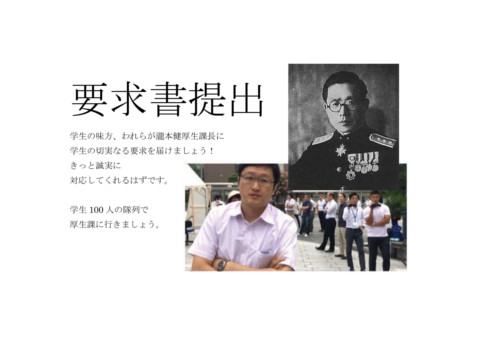 要求書提出
学生の味方、われらが瀧本健厚生課長に
学生の切実なる要求を届けましょう！
きっと誠実に
対応してくれるはずです。
学生 100 人の隊列で
厚生課に行きましょう。